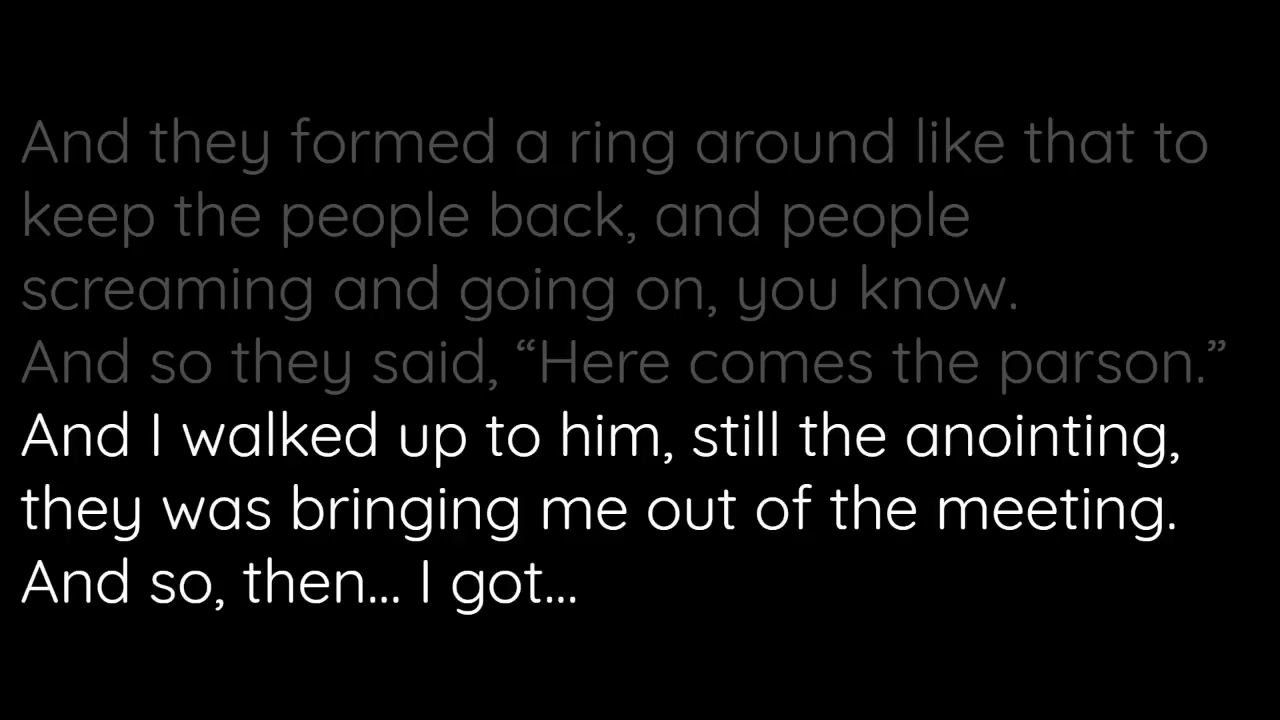 And they formed a ring around like that to
keep the people back, and people
screaming and going on, you know.
And so they said, “Here comes the parson.”
And I walked up to him, still the anointing,
they was bringing me out of the meeting.
And so, then... I got...